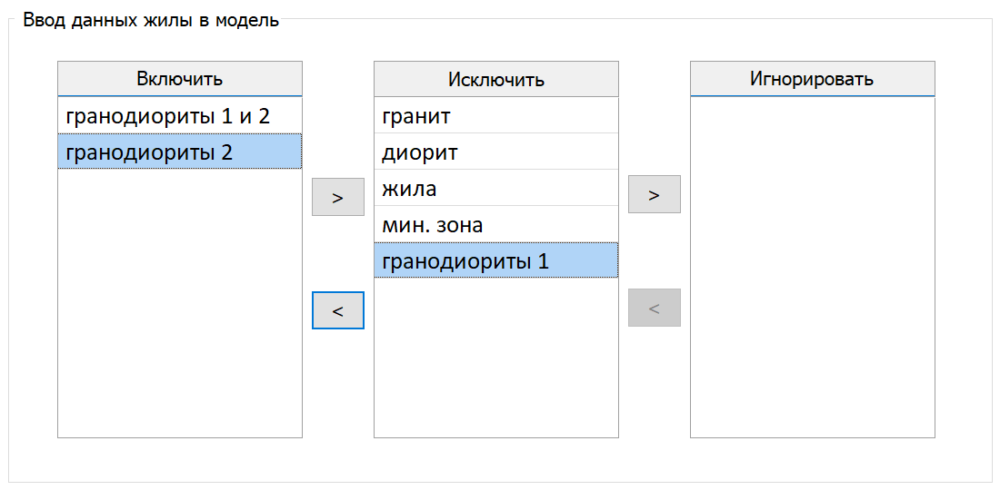 Ввод данных жилы в модель
Включить
гранодиориты 1 и 2
гранодиориты 2
>
<
Исключить
гранит
диорит
жила
мин. зона
гранодиориты 1
>
<
Игнорировать